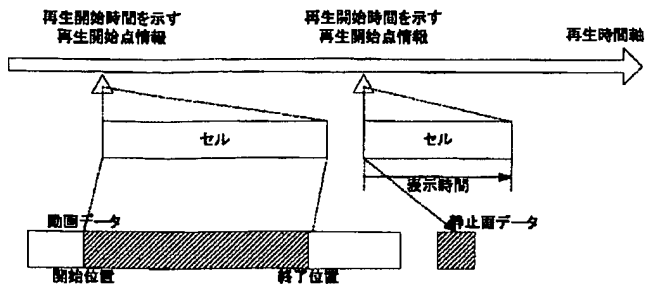 再生開始時間を示す
再生開始点情報
再生開始時間を示す
再生開始点情報
再生時間軸
セル
セル
表示時間
動画データ
静止画データ
開始位置
終了位置